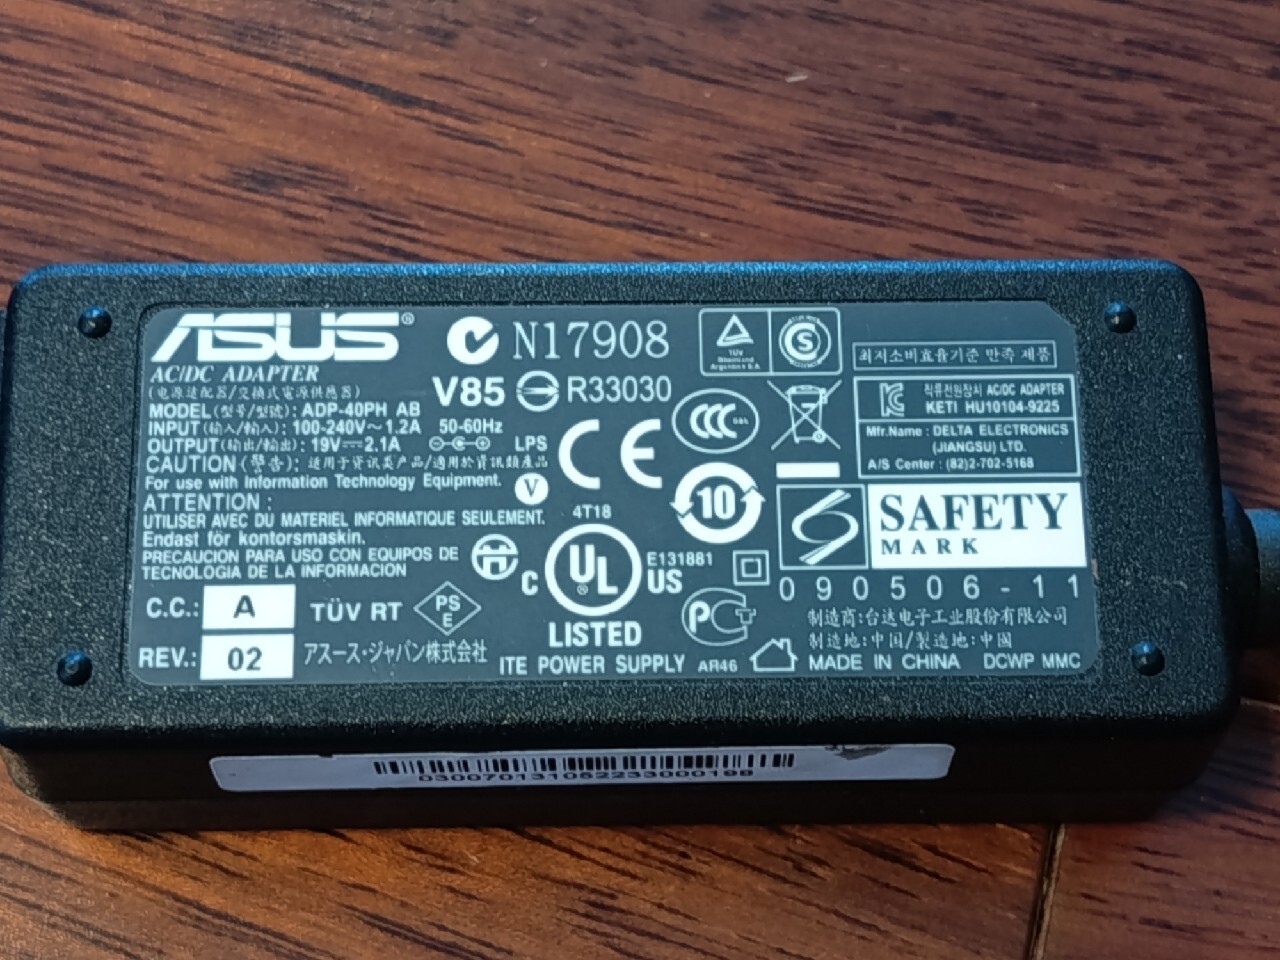 ASUS®
N17908
V85
R33030
TÜV
최저소비효율기준 만족 제품
AC/DC ADAPTER
(电源适配器/交換式電源供應器)
MODEL(型号/型號): ADP-40PH AB
INPUT (输入/輸入): 100-240V~1.2A 50-60Hz
OUTPUT(输出/輸出): 19V⎓2.1A LPS
CAUTION (警告): 适用于资讯类产品/適用於資訊類產品
For use with Information Technology Equipment.
ATTENTION :
UTILISER AVEC DU MATERIEL INFORMATIQUE SEULEMENT.
Endast för kontorsmaskin.
PRECAUCION PARA USO CON EQUIPOS DE
TECNOLOGIA DE LA INFORMACION
V
CE
10
직류전원장치 AC/DC ADAPTER
KETI HU10104-9225
Mfr.Name : DELTA ELECTRONICS
(JIANGSU) LTD.
A/S Center : (82)2-702-5168
SAFETY
MARK
090506-11
4T18
C UL® US
E131881
LISTED
ITE POWER SUPPLY
AR46
C.C.: A
REV.: 02
TÜV RT
PS
E
アスース・ジャパン株式会社
制造商:台达电子工业股份有限公司
制造地:中国/製造地:中國
MADE IN CHINA DCWP MMC
030070131062233000198